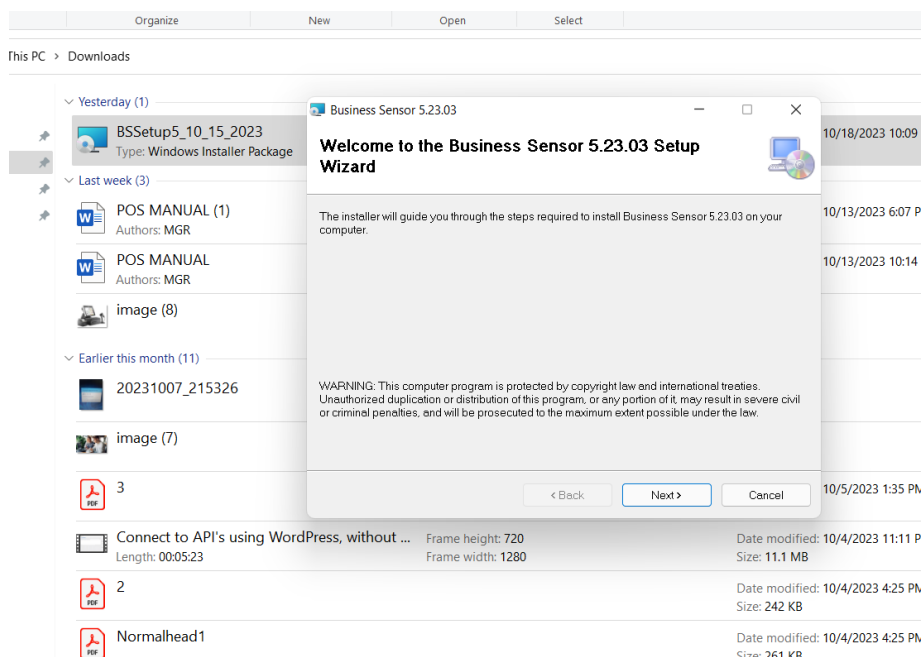 Organize New Open Select
This PC > Downloads
Yesterday (1)
BSSetup5_10_15_2023
Type: Windows Installer Package
10/18/2023 10:09
Last week (3)
POS MANUAL (1)
Authors: MGR
10/13/2023 6:07 P
POS MANUAL
Authors: MGR
10/13/2023 10:14
image (8)
Earlier this month (11)
20231007_215326
image (7)
3
10/5/2023 1:35 PM
Connect to API's using WordPress, without ...
Length: 00:05:23
Frame height: 720
Frame width: 1280
Date modified: 10/4/2023 11:11 P
Size: 11.1 MB
2
Date modified: 10/4/2023 4:25 PM
Size: 242 KB
Normalhead1
Date modified: 10/4/2023 4:25 PM
Size: 261 KB
Business Sensor 5.23.03
Welcome to the Business Sensor 5.23.03 Setup
Wizard
The installer will guide you through the steps required to install Business Sensor 5.23.03 on your
computer.
WARNING: This computer program is protected by copyright law and international treaties.
Unauthorized duplication or distribution of this program, or any portion of it, may result in severe civil
or criminal penalties, and will be prosecuted to the maximum extent possible under the law.
< Back Next > Cancel
PDF
PDF
PDF
W
W